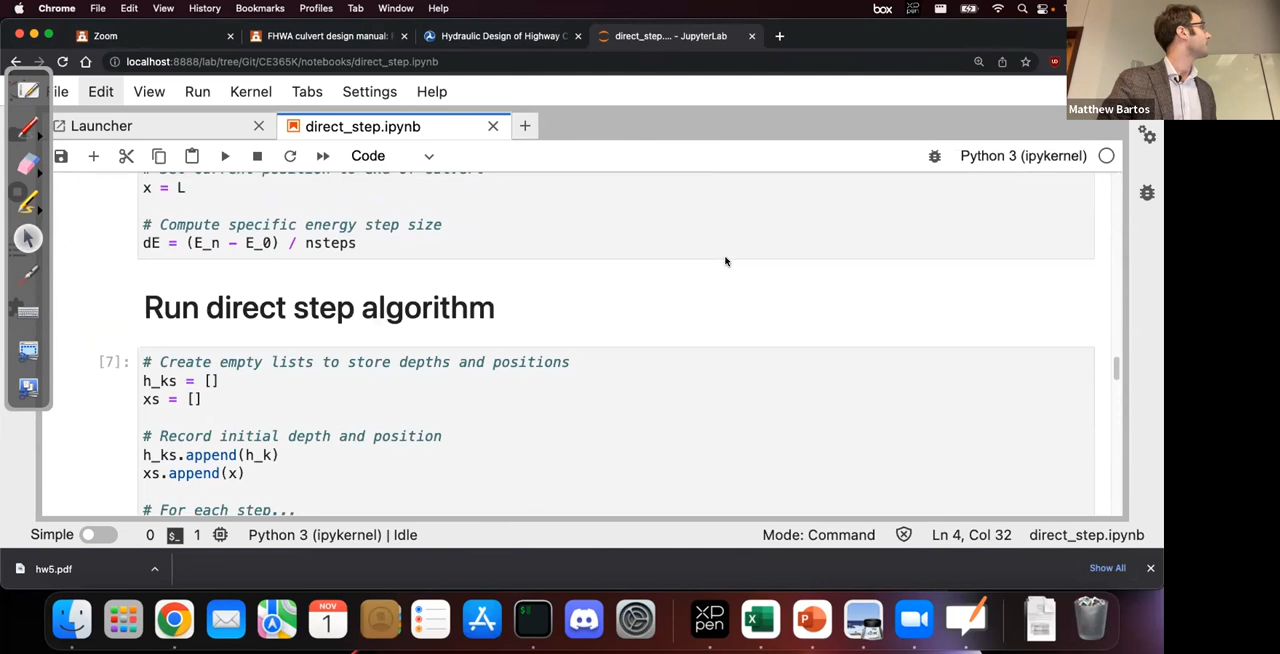 Chrome File Edit View History Bookmarks Profiles Tab Window Help box
Zoom FHWA culvert design manual: Hydraulic Design of Highway C direct_step.... - JupyterLab
localhost:8888/lab/tree/Git/CE365K/notebooks/direct_step.ipynb
ile Edit View Run Kernel Tabs Settings Help
Matthew Bartos
Launcher direct_step.ipynb
Code Python 3 (ipykernel)
x = L
# Compute specific energy step size
dE = (E_n - E_0) / nsteps
Run direct step algorithm
[7]: # Create empty lists to store depths and positions
h_ks = []
xs = []
# Record initial depth and position
h_ks.append(h_k)
xs.append(x)
# For each step...
Simple 0 1 Python 3 (ipykernel) | Idle Mode: Command Ln 4, Col 32 direct_step.ipynb
hw5.pdf Show All
NOV
1
XP
pen